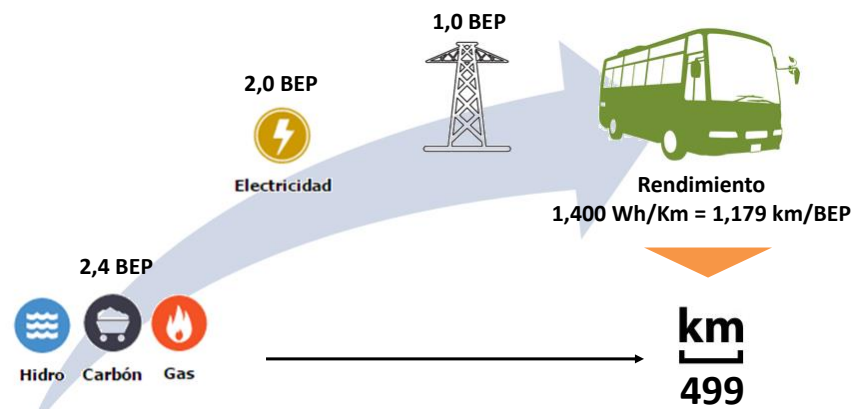 1,0 BEP
2,0 BEP
Electricidad
Rendimiento
1,400 Wh/Km = 1,179 km/BEP
2,4 BEP
Hidro Carbón Gas
km
499